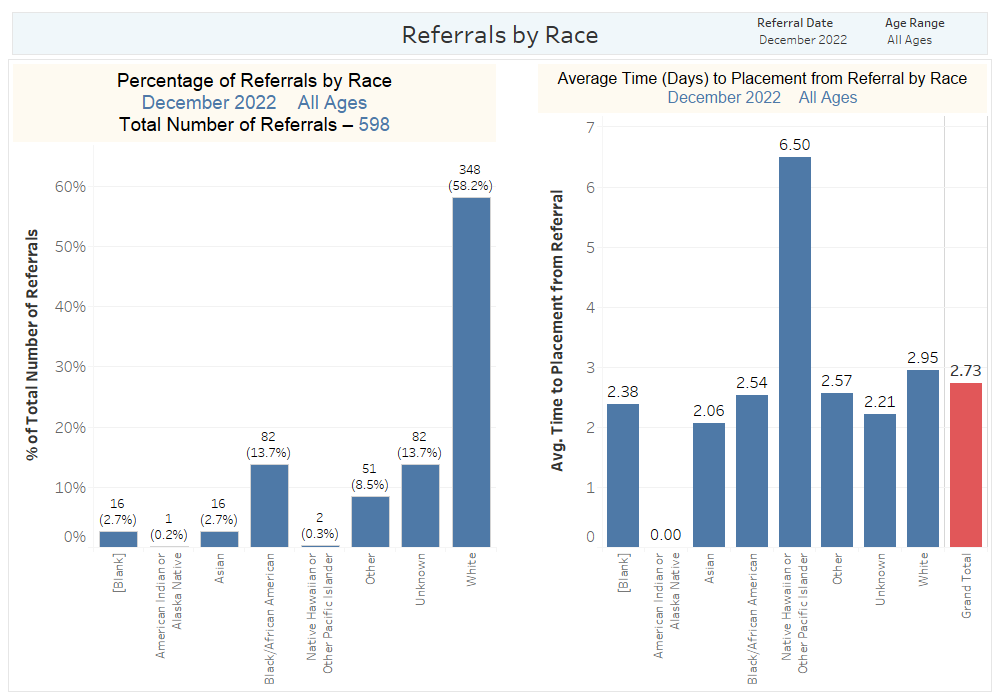 Referrals by Race
Referral Date
December 2022
Age Range
All Ages
Percentage of Referrals by Race
December 2022 All Ages
Total Number of Referrals – 598
% of Total Number of Referrals
60%
50%
40%
30%
20%
10%
0%
16
(2.7%)
1
(0.2%)
16
(2.7%)
82
(13.7%)
2
(0.3%)
51
(8.5%)
82
(13.7%)
348
(58.2%)
[Blank]
American Indian or
Alaska Native
Asian
Black/African American
Native Hawaiian or
Other Pacific Islander
Other
Unknown
White
Average Time (Days) to Placement from Referral by Race
December 2022 All Ages
Avg. Time to Placement from Referral
7
6
5
4
3
2
1
0
2.38
0.00
2.06
2.54
6.50
2.57
2.21
2.95
2.73
[Blank]
American Indian or
Alaska Native
Asian
Black/African American
Native Hawaiian or
Other Pacific Islander
Other
Unknown
White
Grand Total